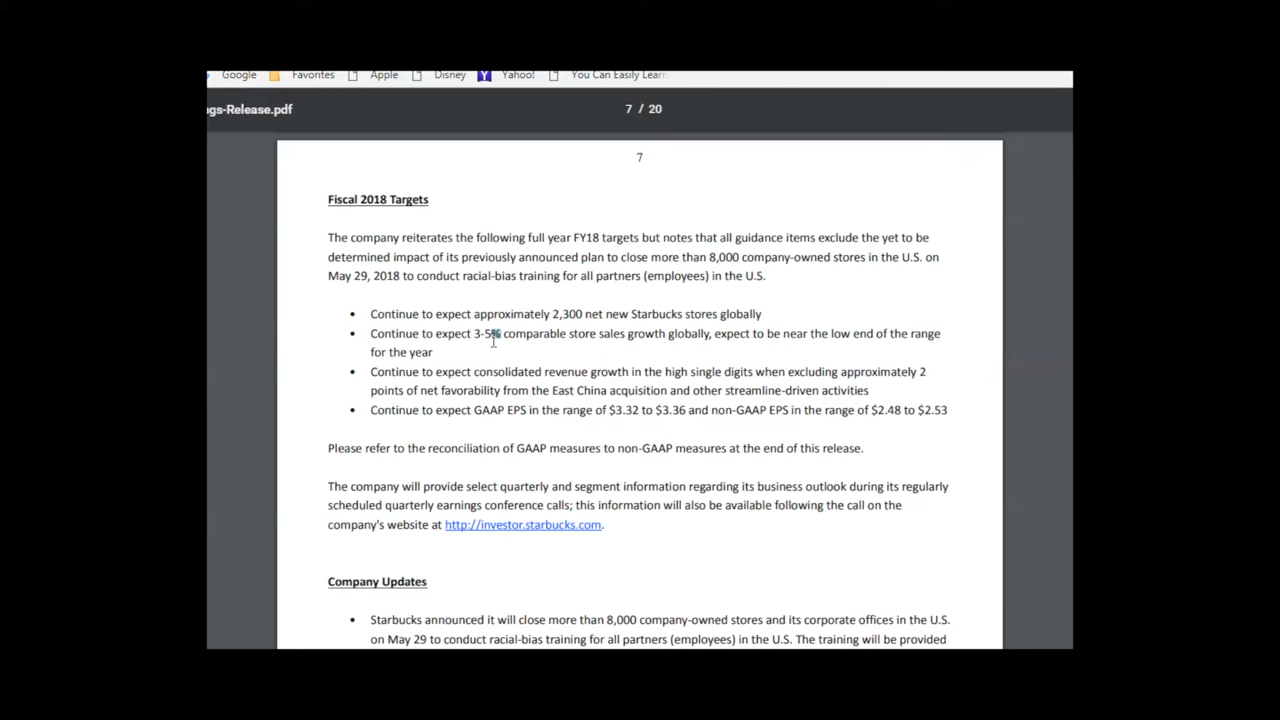 Google Favorites Apple Disney Yahoo! You Can Easily Learn
gs-Release.pdf 7 / 20
7
Fiscal 2018 Targets
The company reiterates the following full year FY18 targets but notes that all guidance items exclude the yet to be
determined impact of its previously announced plan to close more than 8,000 company-owned stores in the U.S. on
May 29, 2018 to conduct racial-bias training for all partners (employees) in the U.S.
• Continue to expect approximately 2,300 net new Starbucks stores globally
• Continue to expect 3-5% comparable store sales growth globally, expect to be near the low end of the range
for the year
• Continue to expect consolidated revenue growth in the high single digits when excluding approximately 2
points of net favorability from the East China acquisition and other streamline-driven activities
• Continue to expect GAAP EPS in the range of $3.32 to $3.36 and non-GAAP EPS in the range of $2.48 to $2.53
Please refer to the reconciliation of GAAP measures to non-GAAP measures at the end of this release.
The company will provide select quarterly and segment information regarding its business outlook during its regularly
scheduled quarterly earnings conference calls; this information will also be available following the call on the
company's website at http://investor.starbucks.com.
Company Updates
• Starbucks announced it will close more than 8,000 company-owned stores and its corporate offices in the U.S.
on May 29 to conduct racial-bias training for all partners (employees) in the U.S. The training will be provided